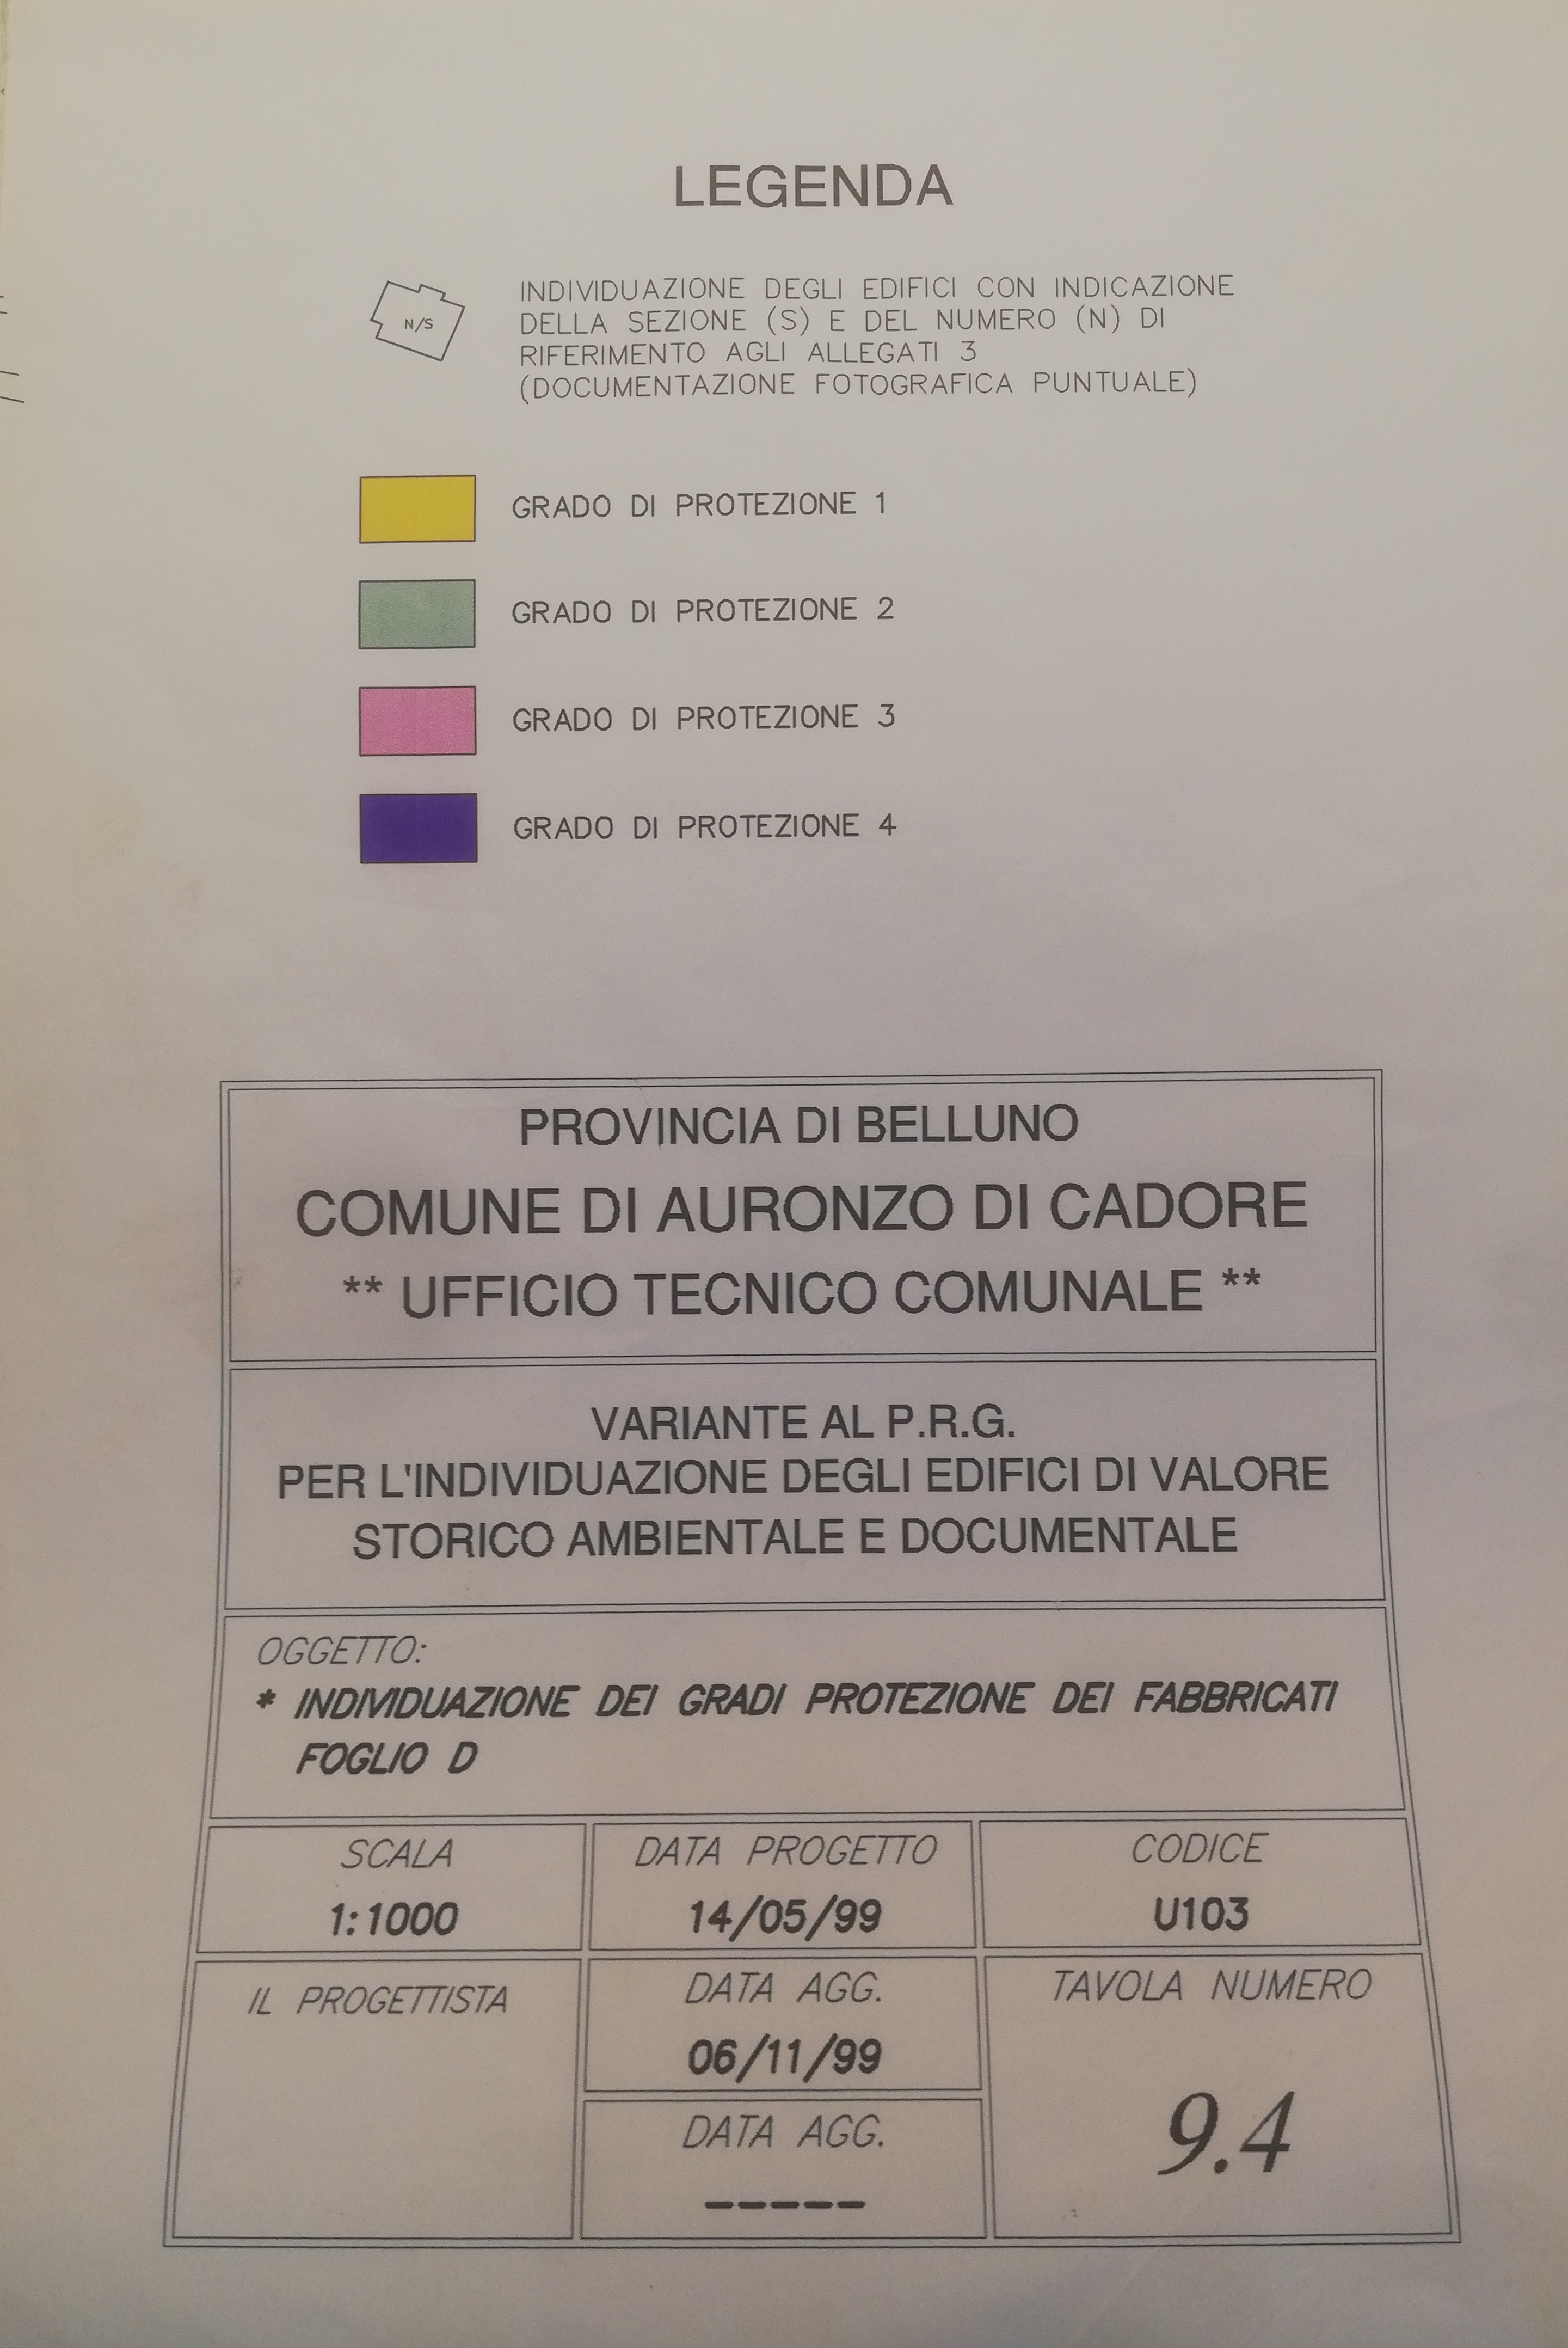 LEGENDA
N/S
INDIVIDUAZIONE DEGLI EDIFICI CON INDICAZIONE
DELLA SEZIONE (S) E DEL NUMERO (N) DI
RIFERIMENTO AGLI ALLEGATI 3
(DOCUMENTAZIONE FOTOGRAFICA PUNTUALE)
GRADO DI PROTEZIONE 1
GRADO DI PROTEZIONE 2
GRADO DI PROTEZIONE 3
GRADO DI PROTEZIONE 4
PROVINCIA DI BELLUNO
COMUNE DI AURONZO DI CADORE
** UFFICIO TECNICO COMUNALE **
VARIANTE AL P.R.G.
PER L'INDIVIDUAZIONE DEGLI EDIFICI DI VALORE
STORICO AMBIENTALE E DOCUMENTALE
OGGETTO:
* INDIVIDUAZIONE DEI GRADI PROTEZIONE DEI FABBRICATI
FOGLIO D
SCALA
1:1000
DATA PROGETTO
14/05/99
CODICE
U103
IL PROGETTISTA
DATA AGG.
06/11/99
DATA AGG.
-----
TAVOLA NUMERO
9.4